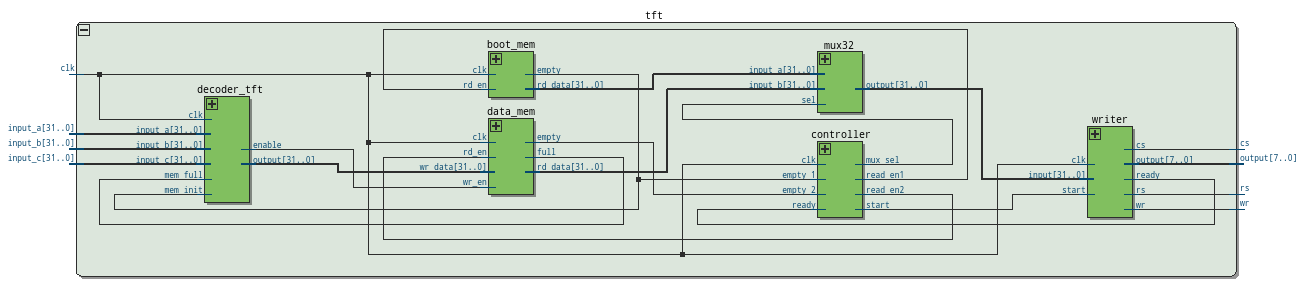 tft
clk
input_a[31..0]
input_b[31..0]
input_c[31..0]
decoder_tft
clk
input_a[31..0]
input_b[31..0]
input_c[31..0]
mem_full
mem_init
enable
output[31..0]
boot_mem
clk
rd_en
empty
rd_data[31..0]
data_mem
clk
rd_en
wr_data[31..0]
wr_en
empty
full
rd_data[31..0]
mux32
input_a[31..0]
input_b[31..0]
sel
output[31..0]
controller
clk
empty_1
empty_2
ready
mux_sel
read_en1
read_en2
start
writer
clk
input[31..0]
start
cs
output[7..0]
ready
rs
wr
cs
output[7..0]
rs
wr